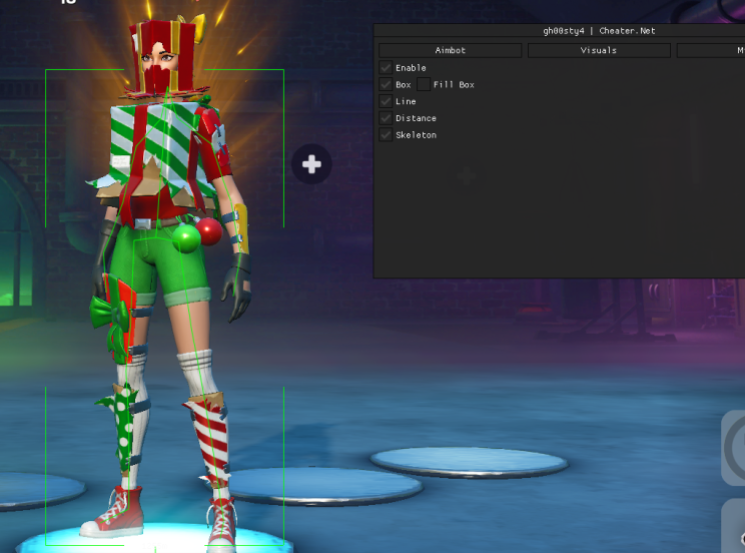 gh00sty4 | Cheater.Net
Aimbot Visuals
Enable
Box Fill Box
Line
Distance
Skeleton